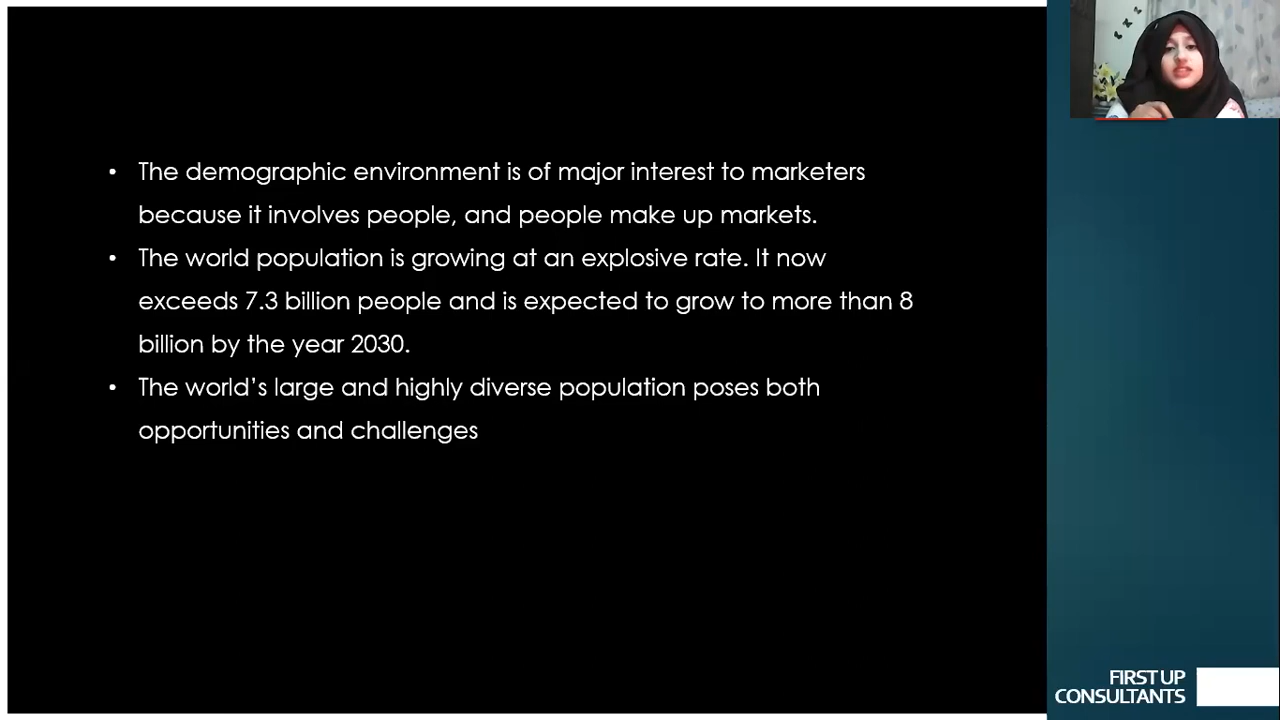 • The demographic environment is of major interest to marketers
because it involves people, and people make up markets.
• The world population is growing at an explosive rate. It now
exceeds 7.3 billion people and is expected to grow to more than 8
billion by the year 2030.
• The world’s large and highly diverse population poses both
opportunities and challenges
FIRST UP
CONSULTANTS